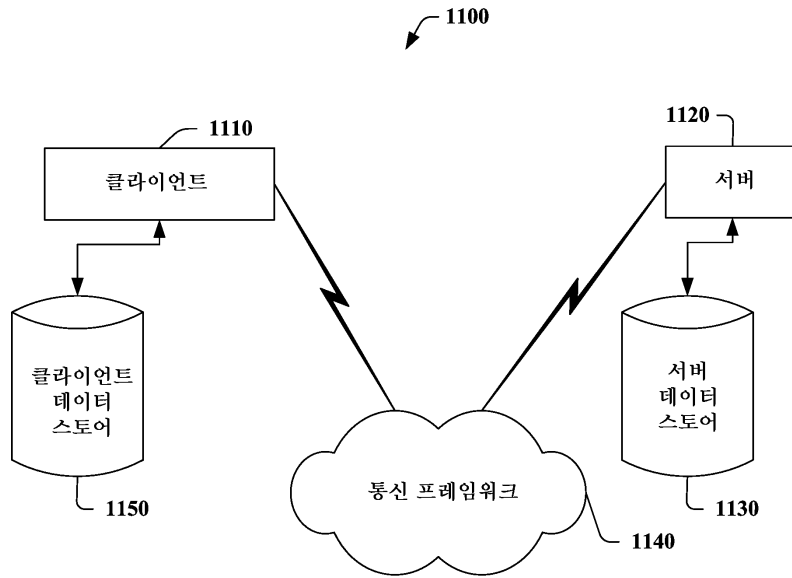 1100
1110
1120
클라이언트
서버
클라이언트
데이터
스토어
서버
데이터
스토어
통신 프레임워크
1150
1130
1140